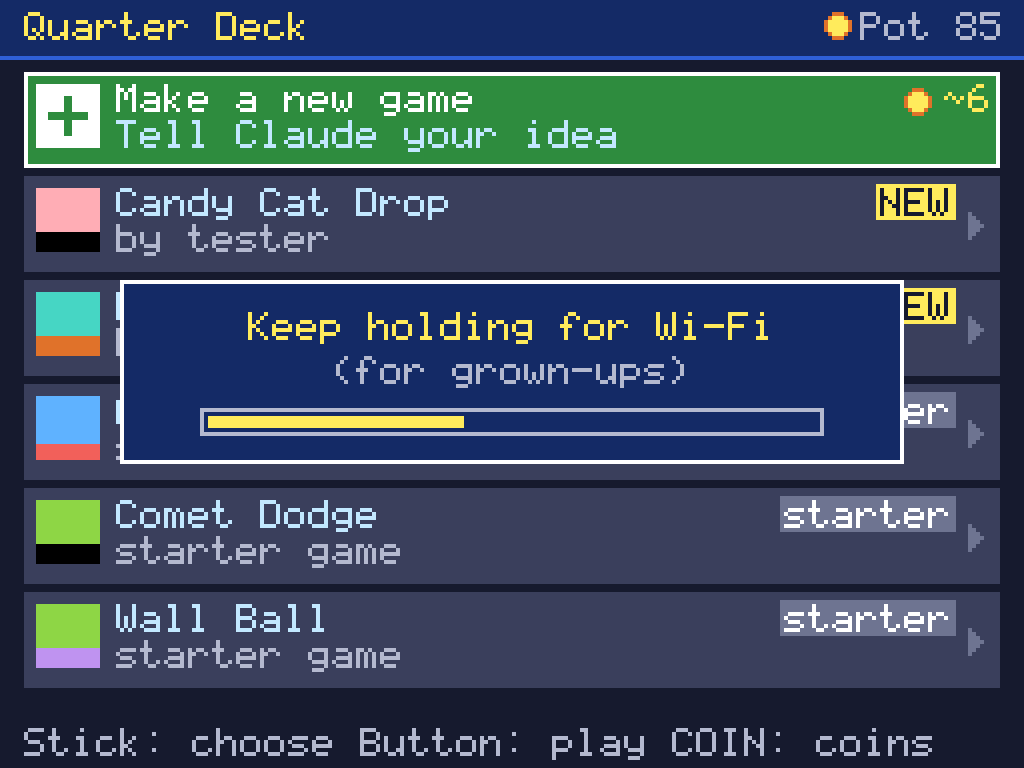 Quarter Deck
Pot 85
Make a new game
~6
Tell Claude your idea
Candy Cat Drop
NEW
by tester
Keep holding for Wi-Fi
(for grown-ups)
Comet Dodge
starter
starter game
Wall Ball
starter
starter game
Stick: choose Button: play COIN: coins